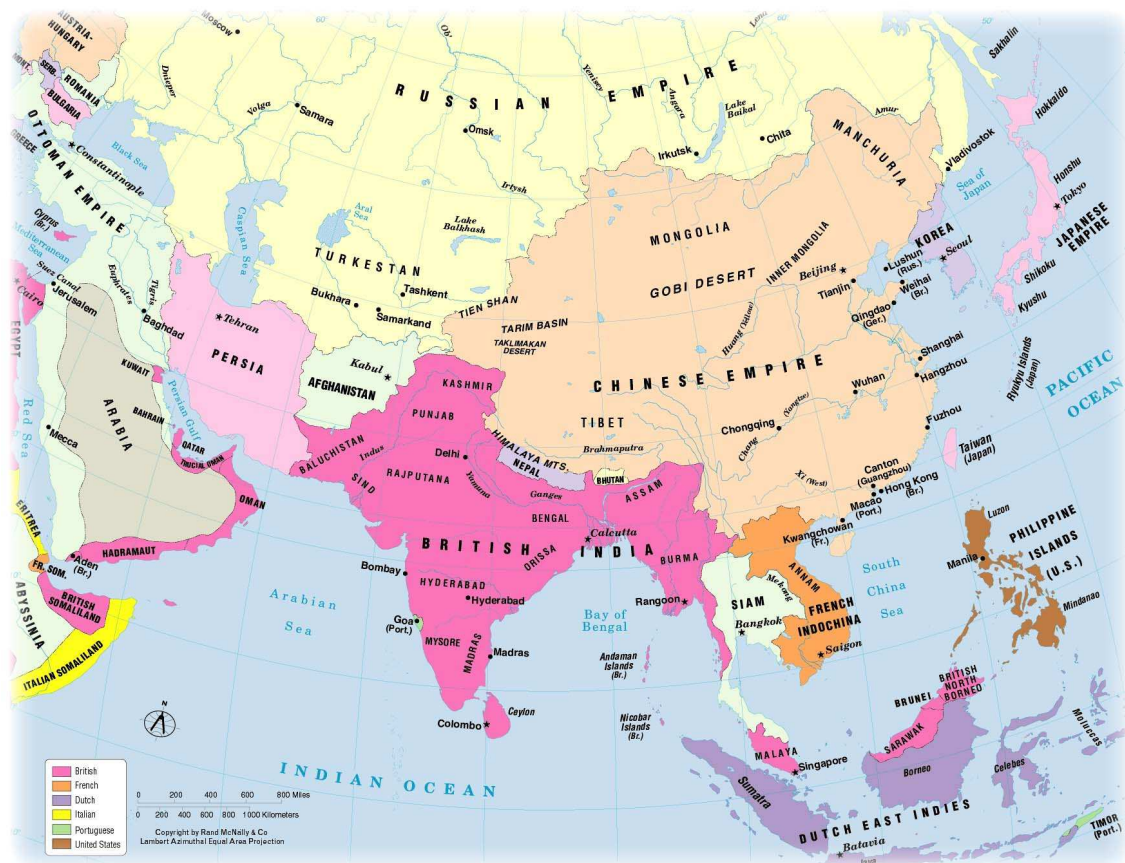 Moscow
60°
Ob'
60°
Lena
50°
AUSTRIA-
HUNGARY
Dnieper
Yenisey
Angara
Sakhalin
MONT.
SERB.
ROMANIA
BULGARIA
Volga
Samara
RUSSIAN EMPIRE
Omsk
Lake
Baikal
Amur
Hokkaido
GREECE
OTTOMAN EMPIRE
Constantinople
Black Sea
Irtysh
Irkutsk
Chita
MANCHURIA
Vladivostok
Sea of
Japan
Honshu
Tokyo
JAPANESE
EMPIRE
Cyprus
(Br.)
Mediterranean
Sea
Caspian Sea
Aral
Sea
Lake
Balkhash
MONGOLIA
INNER MONGOLIA
KOREA
Seoul
Shikoku
Kyushu
Suez Canal
Cairo
Jerusalem
Euphrates
Tigris
Baghdad
TURKESTAN
Bukhara
Tashkent
Samarkand
TIEN SHAN
GOBI DESERT
Beijing
Tianjin
Lushun
(Rus.)
Weihai
(Br.)
Qingdao
(Ger.)
EGYPT
Tehran
PERSIA
TARIM BASIN
TAKLIMAKAN
DESERT
Huang (Yellow)
Shanghai
Hangzhou
Ryukyu Islands
(Japan)
PACIFIC
OCEAN
KUWAIT
Persian Gulf
Kabul
AFGHANISTAN
KASHMIR
CHINESE EMPIRE
Wuhan
Red Sea
ARABIA
BAHRAIN
QATAR
TRUCIAL OMAN
Mecca
PUNJAB
TIBET
Chongqing
Chang (Yangtze)
Fuzhou
BALUCHISTAN
Indus
Delhi
HIMALAYA MTS.
NEPAL
Brahmaputra
BHUTAN
Taiwan
(Japan)
SIND
RAJPUTANA
Yamuna
Ganges
ASSAM
Xi (West)
Canton
(Guangzhou)
Hong Kong
(Br.)
Macao
(Port.)
OMAN
BENGAL
Calcutta
Kwangchowan
(Fr.)
Luzon
ERITREA
HADRAMAUT
BRITISH INDIA
ORISSA
BURMA
PHILIPPINE
ISLANDS
(U.S.)
Aden
(Br.)
FR. SOM.
Bombay
HYDERABAD
Hyderabad
Rangoon
ANNAM
Mekong
SIAM
Bangkok
South
China
Sea
Manila
ABYSSINIA
BRITISH
SOMALILAND
Arabian
Sea
Goa
(Port.)
MYSORE
MADRAS
Madras
Bay of
Bengal
FRENCH
INDOCHINA
Saigon
Mindanao
ITALIAN SOMALILAND
Andaman
Islands
(Br.)
N
Colombo
Ceylon
Nicobar
Islands
(Br.)
BRUNEI
BRITISH
NORTH
BORNEO
Moluccas
MALAYA
Singapore
SARAWAK
Borneo
Celebes
INDIAN OCEAN
Sumatra
DUTCH EAST INDIES
Batavia
TIMOR
(Port.)
British
French
Dutch
Italian
Portuguese
United States
0 200 400 600 800 Miles
0 200 400 600 800 1000 Kilometers
Copyright by Rand McNally & Co
Lambert Azimuthal Equal Area Projection